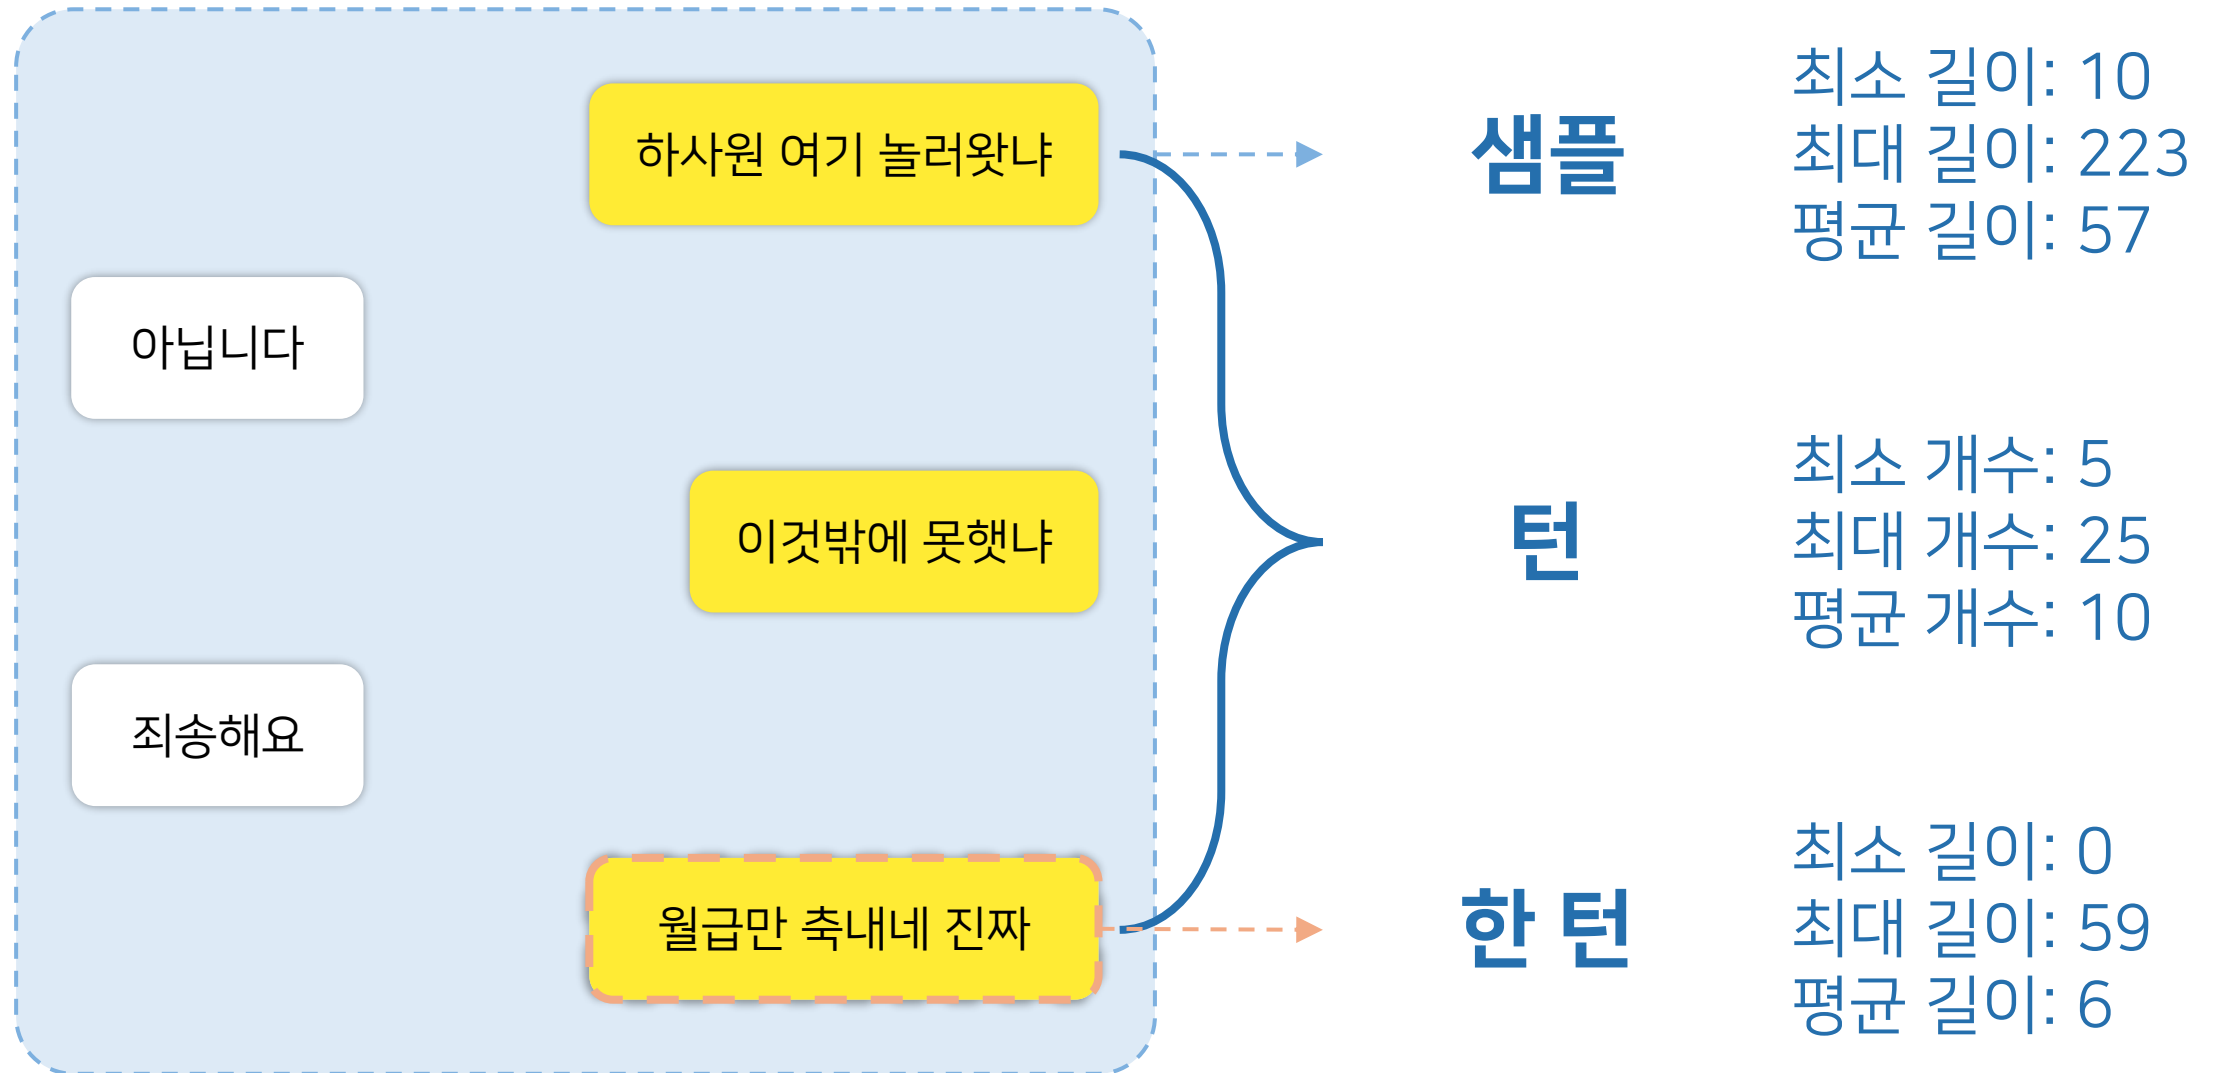 하사원 여기 놀러왓냐
아닙니다
이것밖에 못햇냐
죄송해요
월급만 축내네 진짜
샘플
최소 길이: 10
최대 길이: 223
평균 길이: 57
턴
최소 개수: 5
최대 개수: 25
평균 개수: 10
한 턴
최소 길이: 0
최대 길이: 59
평균 길이: 6